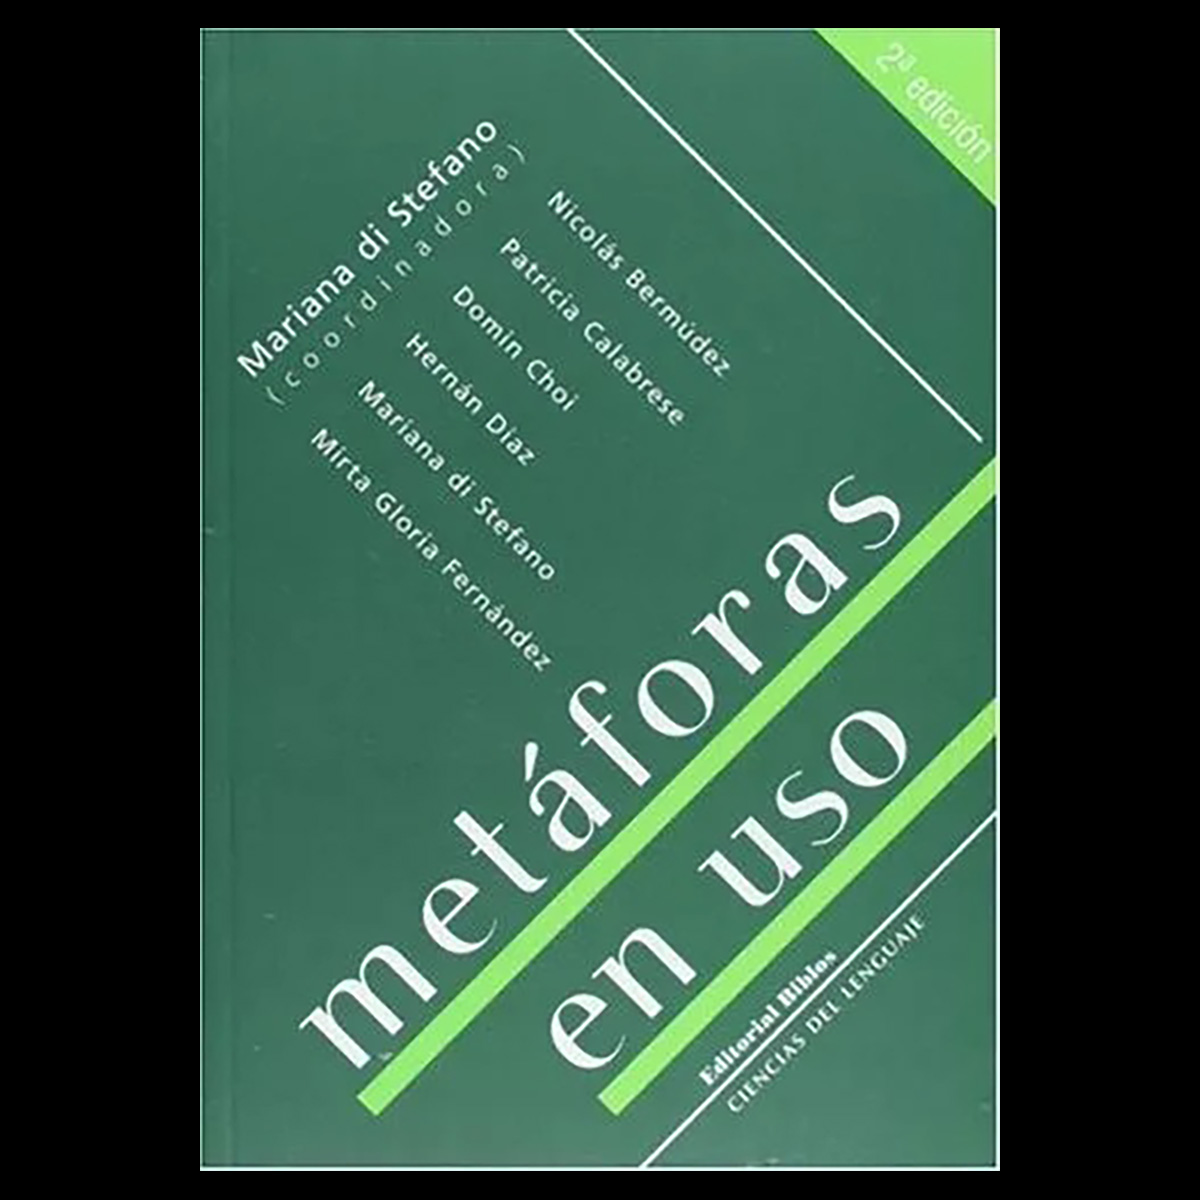 2ª edición
Mariana di Stefano
(coordinadora)
Nicolás Bermúdez
Patricia Calabrese
Domin Choi
Hernán Díaz
Mariana di Stefano
Mirta Gloria Fernández
metáforas
en uso
Editorial Biblos
CIENCIAS DEL LENGUAJE